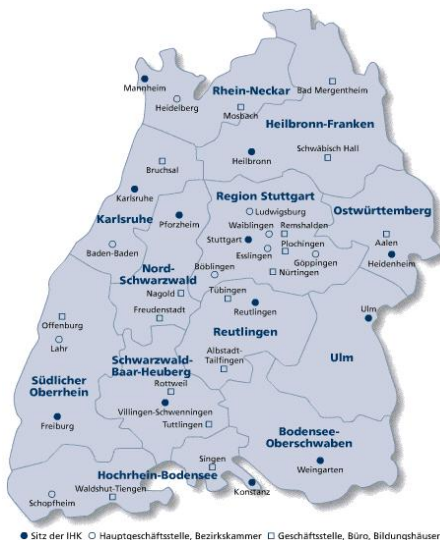 Mannheim
Heidelberg
Rhein-Neckar
Mosbach
Bad Mergentheim
Heilbronn-Franken
Heilbronn
Schwäbisch Hall
Bruchsal
Karlsruhe
Karlsruhe
Pforzheim
Region Stuttgart
Ludwigsburg
Waiblingen
Remshalden
Stuttgart
Plochingen
Esslingen
Göppingen
Ostwürttemberg
Aalen
Heidenheim
Baden-Baden
Nord-
Schwarzwald
Böblingen
Nürtingen
Nagold
Tübingen
Freudenstadt
Reutlingen
Reutlingen
Ulm
Ulm
Offenburg
Lahr
Schwarzwald-
Baar-Heuberg
Albstadt-
Tailfingen
Rottweil
Südlicher
Oberrhein
Villingen-Schwenningen
Freiburg
Tuttlingen
Bodensee-
Oberschwaben
Weingarten
Hochrhein-Bodensee
Singen
Konstanz
Waldshut-Tiengen
Schopfheim
Sitz der IHK Hauptgeschäftsstelle, Bezirkskammer Geschäftsstelle, Büro, Bildungshäuser